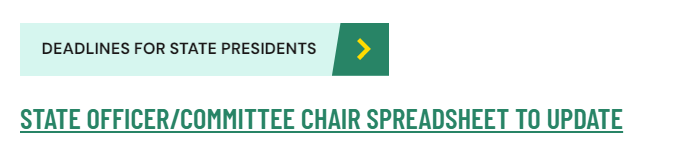 DEADLINES FOR STATE PRESIDENTS
STATE OFFICER/COMMITTEE CHAIR SPREADSHEET TO UPDATE